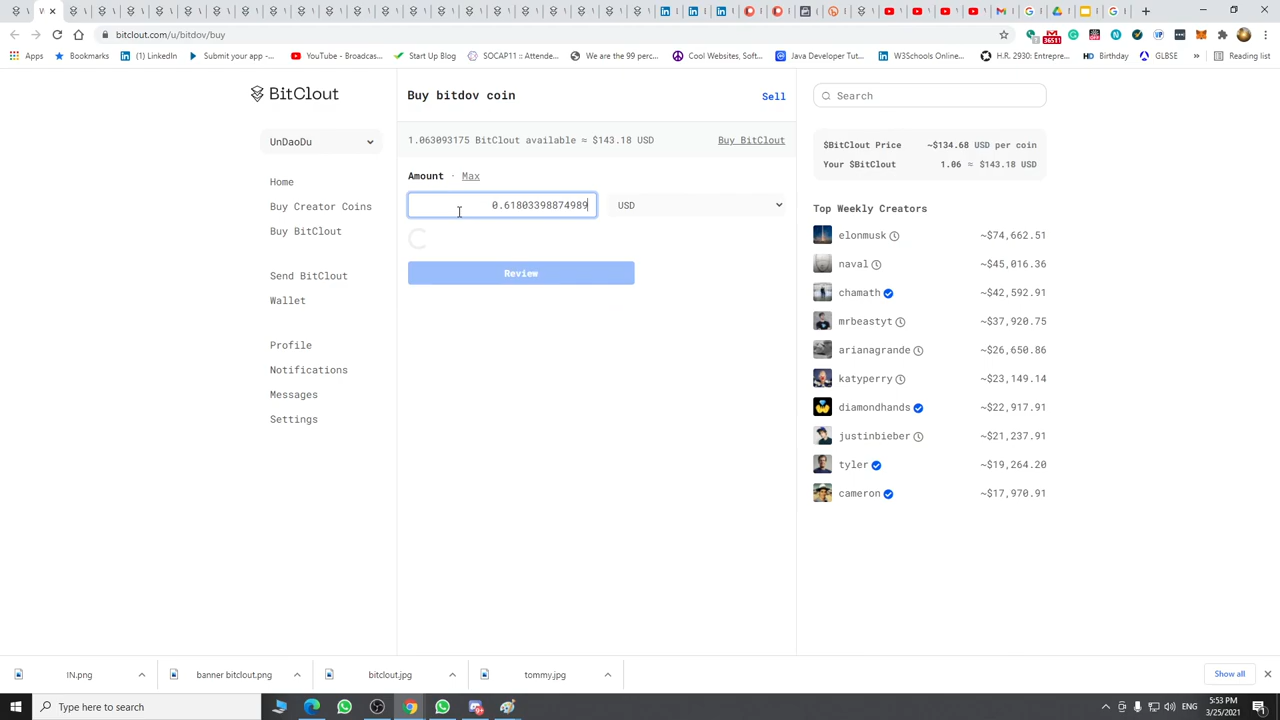 bitclout.com/u/bitdov/buy
36511
Apps
Bookmarks
(1) LinkedIn
Submit your app -...
YouTube - Broadcas...
Start Up Blog
SOCAP11 :: Attende...
We are the 99 perc...
Cool Websites, Soft...
Java Developer Tut...
W3Schools Onlin...
H.R. 2930: Entrepre...
Birthday
GLBSE
»
Reading list
BitClout
UnDaoDu
Home
Buy Creator Coins
Buy BitClout
Send BitClout
Wallet
Profile
Notifications
Messages
Settings
Buy bitdov coin
Sell
1.063093175 BitClout available ≈ $143.18 USD
Buy BitClout
Amount · Max
0.61803398874989
USD
Review
Search
$BitClout Price ~$134.68 USD per coin
Your $BitClout 1.06 ≈ $143.18 USD
Top Weekly Creators
elonmusk ~$74,662.51
naval ~$45,016.36
chamath ~$42,592.91
mrbeastyt ~$37,920.75
arianagrande ~$26,650.86
katyperry ~$23,149.14
diamondhands ~$22,917.91
justinbieber ~$21,237.91
tyler ~$19,264.20
cameron ~$17,970.91
IN.png
banner bitclout.png
bitclout.jpg
tommy.jpg
Show all
Type here to search
ENG
5:53 PM
3/25/2021